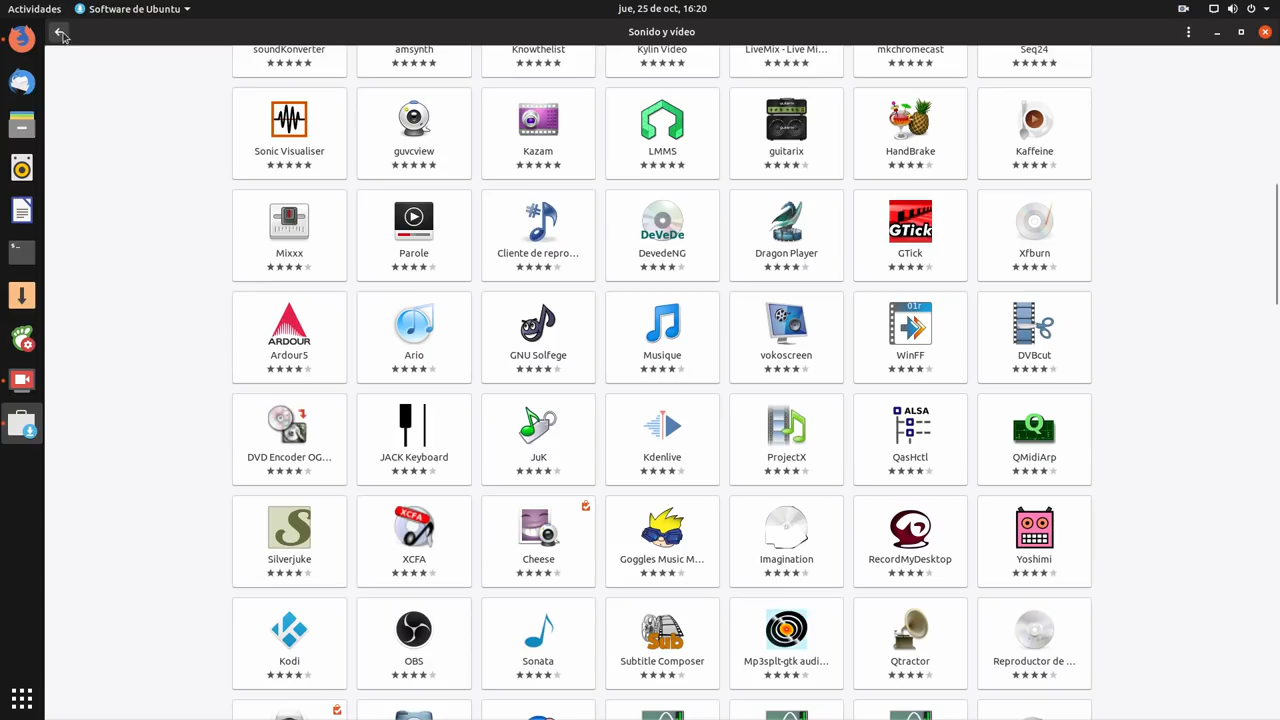 Actividades
Software de Ubuntu
jue, 25 de oct, 16:20
Sonido y vídeo
soundKonverter
amsynth
Knowthelist
Kylin Video
LiveMix - Live Mi...
mkchromecast
Seq24
Sonic Visualiser
guvcview
Kazam
LMMS
guitarix
HandBrake
Kaffeine
Mixxx
Parole
Cliente de repro...
DeVeDe
DevedeNG
Dragon Player
GTick
GTick
Xfburn
ARDOUR
Ardour5
Ario
GNU Solfege
Musique
vokoscreen
01r
WinFF
DVBcut
DVD Encoder OG...
JACK Keyboard
JuK
Kdenlive
ProjectX
ALSA
QasHctl
Q
QMidiArp
S
Silverjuke
XCFA
XCFA
Cheese
Goggles Music M...
Imagination
RecordMyDesktop
Yoshimi
Kodi
OBS
Sonata
Sub
Subtitle Composer
Mp3splt-gtk audi...
Qtractor
Reproductor de ...